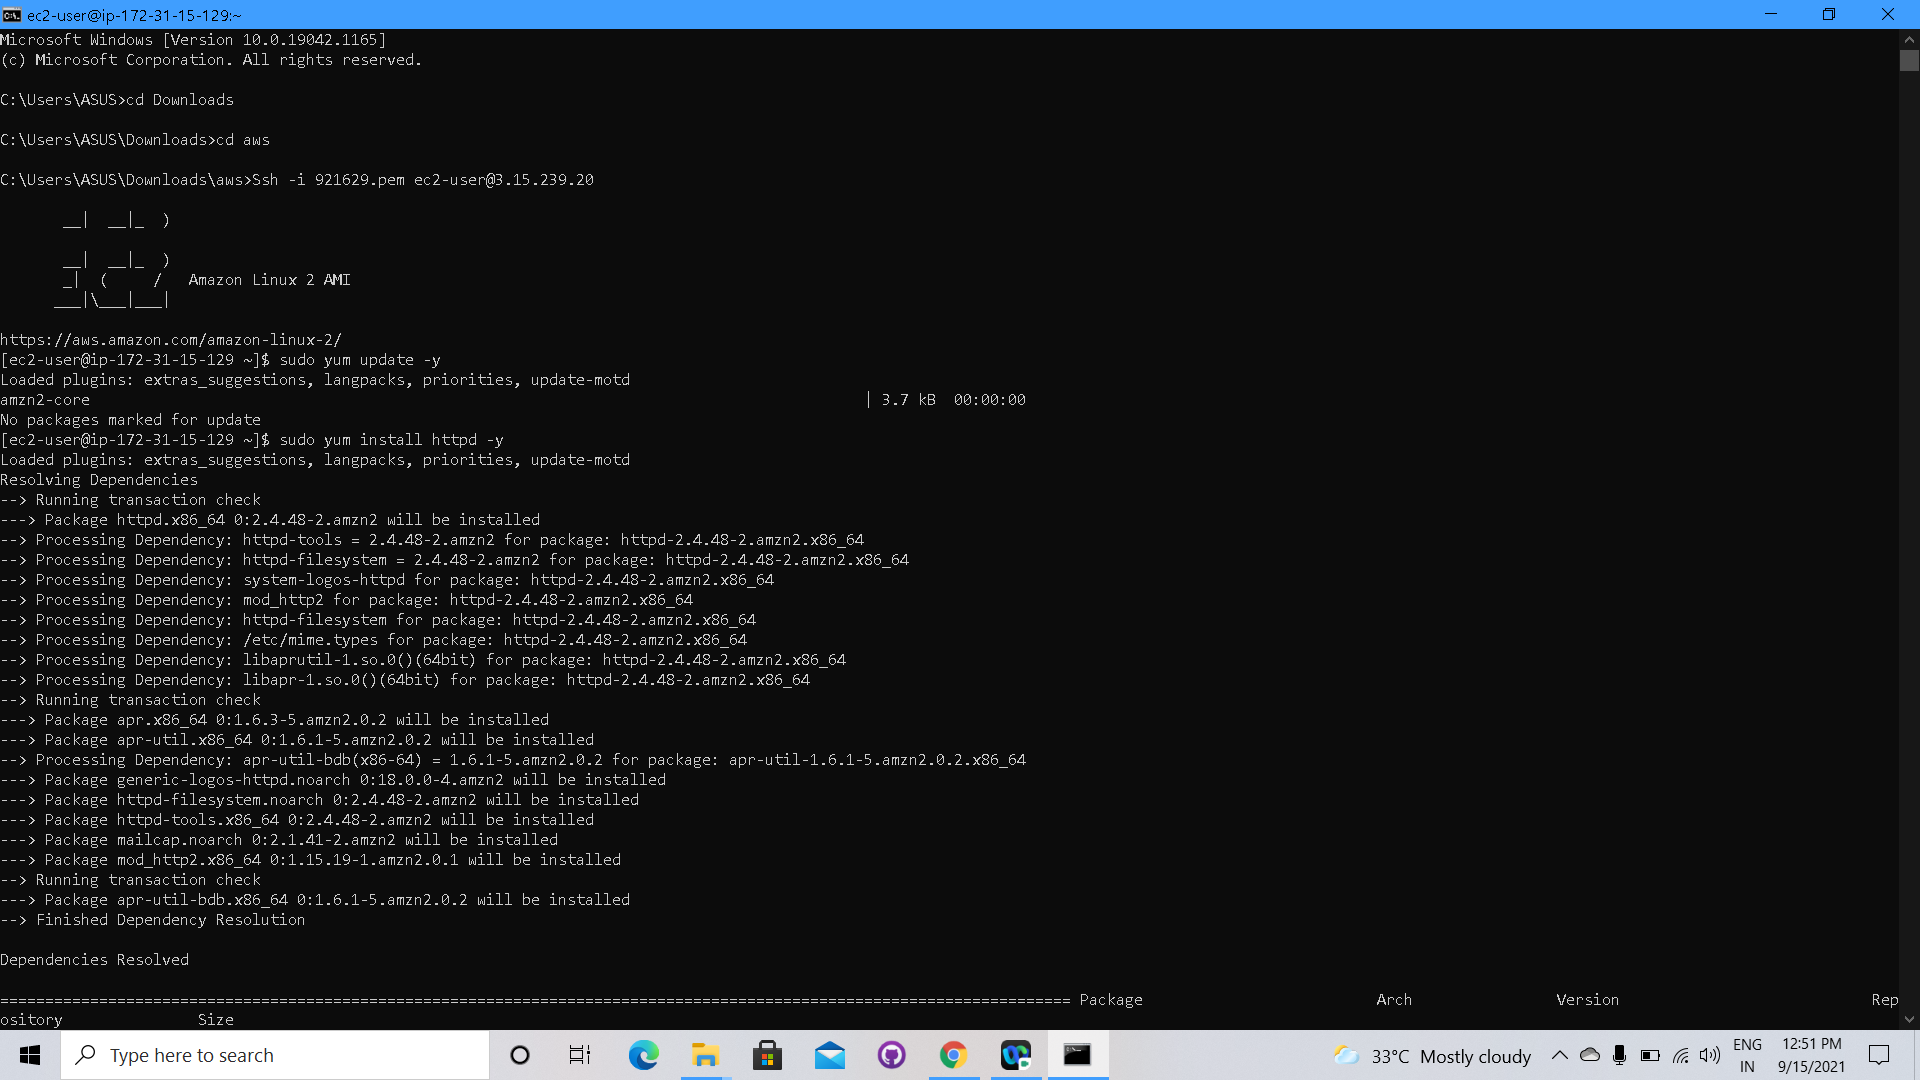 ec2-user@ip-172-31-15-129:~
Microsoft Windows [Version 10.0.19042.1165]
(c) Microsoft Corporation. All rights reserved.
C:\Users\ASUS>cd Downloads
C:\Users\ASUS\Downloads>cd aws
C:\Users\ASUS\Downloads\aws>Ssh -i 921629.pem ec2-user@3.15.239.20
__|  __|_  )
__|  __|_  )
_|  (     /   Amazon Linux 2 AMI
___|\___|___|
https://aws.amazon.com/amazon-linux-2/
[ec2-user@ip-172-31-15-129 ~]$ sudo yum update -y
Loaded plugins: extras_suggestions, langpacks, priorities, update-motd
amzn2-core | 3.7 kB  00:00:00
No packages marked for update
[ec2-user@ip-172-31-15-129 ~]$ sudo yum install httpd -y
Loaded plugins: extras_suggestions, langpacks, priorities, update-motd
Resolving Dependencies
--> Running transaction check
---> Package httpd.x86_64 0:2.4.48-2.amzn2 will be installed
--> Processing Dependency: httpd-tools = 2.4.48-2.amzn2 for package: httpd-2.4.48-2.amzn2.x86_64
--> Processing Dependency: httpd-filesystem = 2.4.48-2.amzn2 for package: httpd-2.4.48-2.amzn2.x86_64
--> Processing Dependency: system-logos-httpd for package: httpd-2.4.48-2.amzn2.x86_64
--> Processing Dependency: mod_http2 for package: httpd-2.4.48-2.amzn2.x86_64
--> Processing Dependency: httpd-filesystem for package: httpd-2.4.48-2.amzn2.x86_64
--> Processing Dependency: /etc/mime.types for package: httpd-2.4.48-2.amzn2.x86_64
--> Processing Dependency: libaprutil-1.so.0()(64bit) for package: httpd-2.4.48-2.amzn2.x86_64
--> Processing Dependency: libapr-1.so.0()(64bit) for package: httpd-2.4.48-2.amzn2.x86_64
--> Running transaction check
---> Package apr.x86_64 0:1.6.3-5.amzn2.0.2 will be installed
---> Package apr-util.x86_64 0:1.6.1-5.amzn2.0.2 will be installed
--> Processing Dependency: apr-util-bdb(x86-64) = 1.6.1-5.amzn2.0.2 for package: apr-util-1.6.1-5.amzn2.0.2.x86_64
---> Package generic-logos-httpd.noarch 0:18.0.0-4.amzn2 will be installed
---> Package httpd-filesystem.noarch 0:2.4.48-2.amzn2 will be installed
---> Package httpd-tools.x86_64 0:2.4.48-2.amzn2 will be installed
---> Package mailcap.noarch 0:2.1.41-2.amzn2 will be installed
---> Package mod_http2.x86_64 0:1.15.19-1.amzn2.0.1 will be installed
--> Running transaction check
---> Package apr-util-bdb.x86_64 0:1.6.1-5.amzn2.0.2 will be installed
--> Finished Dependency Resolution
Dependencies Resolved
======================================================================================================================= Package Arch Version Rep
ository Size
Type here to search
33°C Mostly cloudy
ENG
IN
12:51 PM
9/15/2021